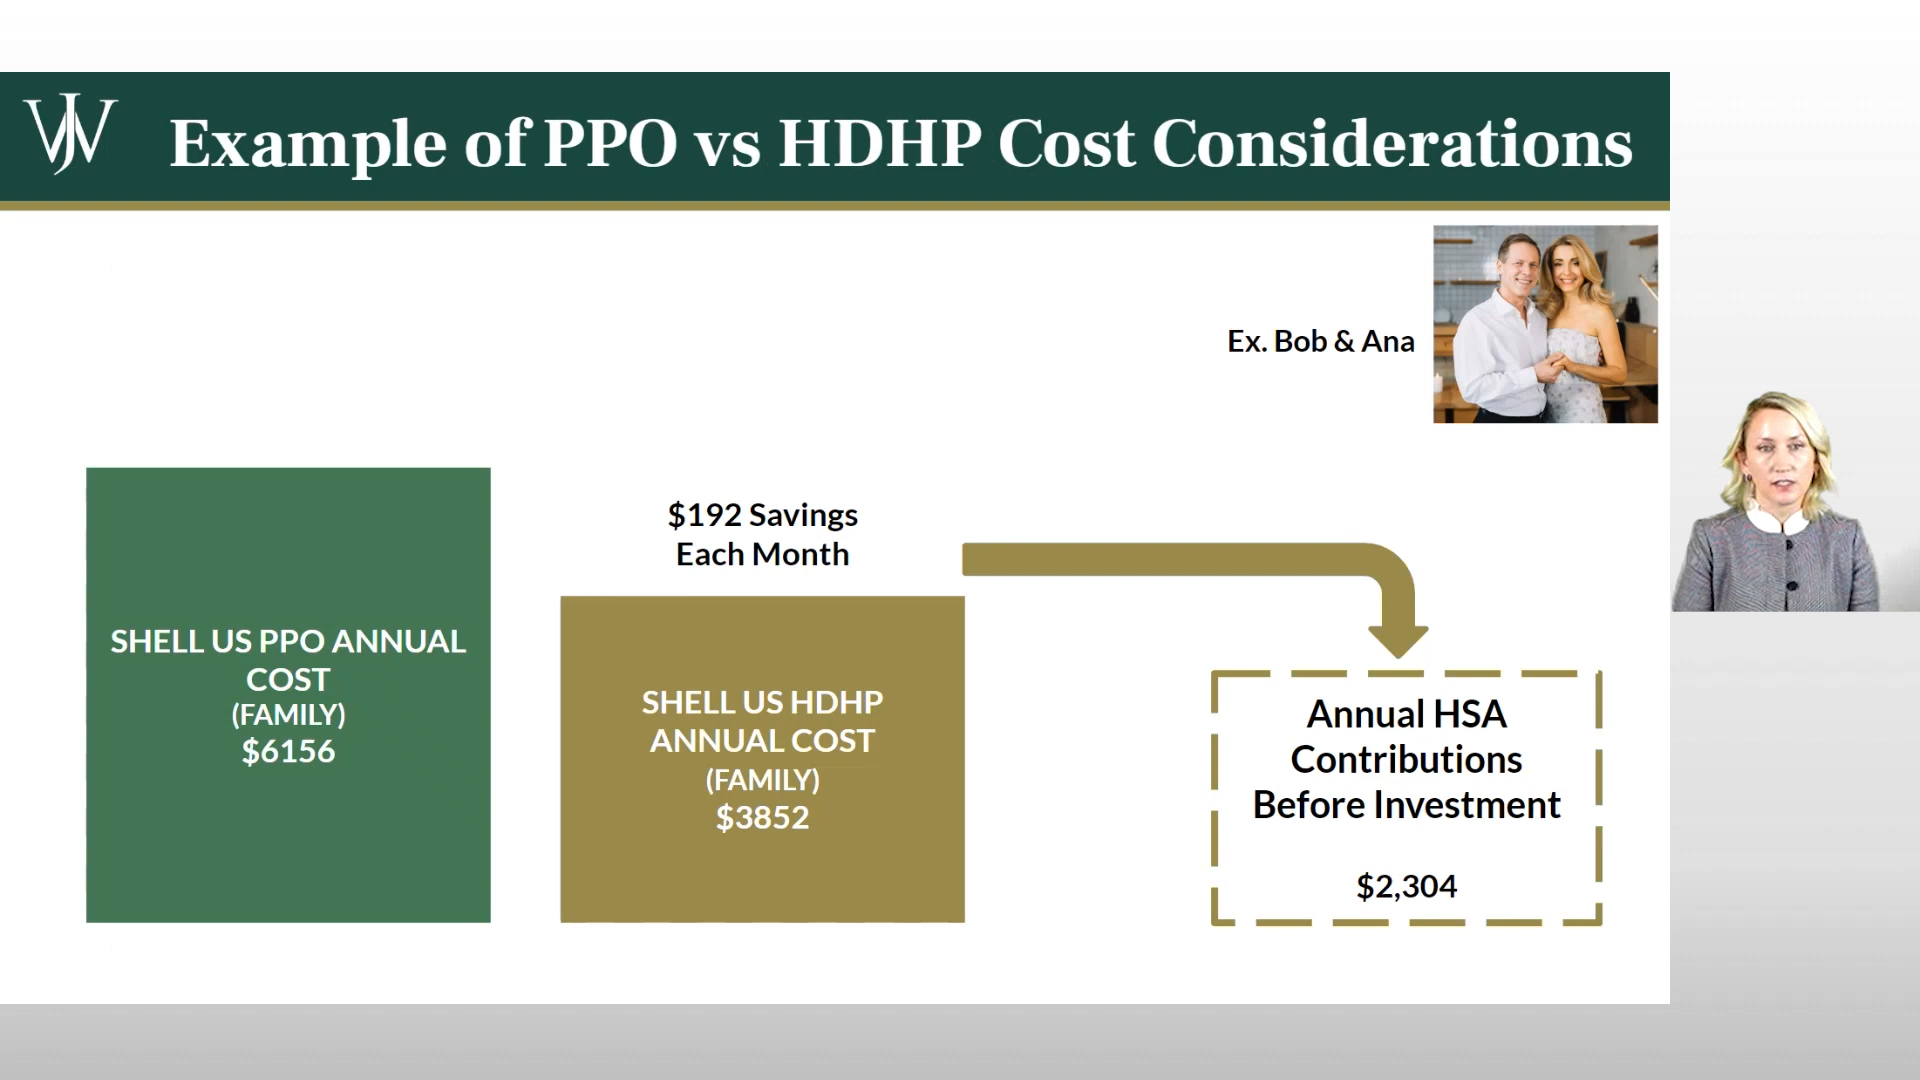 WJ
Example of PPO vs HDHP Cost Considerations
Ex. Bob & Ana
$192 Savings
Each Month
SHELL US PPO ANNUAL
COST
(FAMILY)
$6156
SHELL US HDHP
ANNUAL COST
(FAMILY)
$3852
Annual HSA
Contributions
Before Investment
$2,304